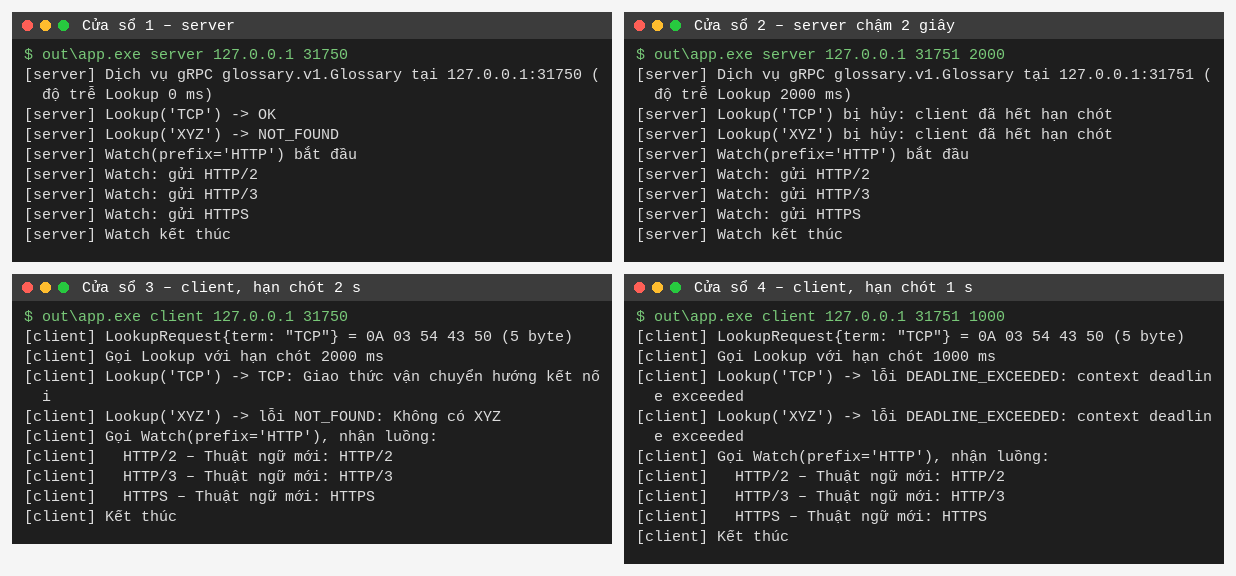 Cửa sổ 1 – server
$ out\app.exe server 127.0.0.1 31750
[server] Dịch vụ gRPC glossary.v1.Glossary tại 127.0.0.1:31750 (
độ trễ Lookup 0 ms)
[server] Lookup('TCP') -> OK
[server] Lookup('XYZ') -> NOT_FOUND
[server] Watch(prefix='HTTP') bắt đầu
[server] Watch: gửi HTTP/2
[server] Watch: gửi HTTP/3
[server] Watch: gửi HTTPS
[server] Watch kết thúc
Cửa sổ 2 – server chậm 2 giây
$ out\app.exe server 127.0.0.1 31751 2000
[server] Dịch vụ gRPC glossary.v1.Glossary tại 127.0.0.1:31751 (
độ trễ Lookup 2000 ms)
[server] Lookup('TCP') bị hủy: client đã hết hạn chót
[server] Lookup('XYZ') bị hủy: client đã hết hạn chót
[server] Watch(prefix='HTTP') bắt đầu
[server] Watch: gửi HTTP/2
[server] Watch: gửi HTTP/3
[server] Watch: gửi HTTPS
[server] Watch kết thúc
Cửa sổ 3 – client, hạn chót 2 s
$ out\app.exe client 127.0.0.1 31750
[client] LookupRequest{term: "TCP"} = 0A 03 54 43 50 (5 byte)
[client] Gọi Lookup với hạn chót 2000 ms
[client] Lookup('TCP') -> TCP: Giao thức vận chuyển hướng kết nố
i
[client] Lookup('XYZ') -> lỗi NOT_FOUND: Không có XYZ
[client] Gọi Watch(prefix='HTTP'), nhận luồng:
[client]   HTTP/2 – Thuật ngữ mới: HTTP/2
[client]   HTTP/3 – Thuật ngữ mới: HTTP/3
[client]   HTTPS – Thuật ngữ mới: HTTPS
[client] Kết thúc
Cửa sổ 4 – client, hạn chót 1 s
$ out\app.exe client 127.0.0.1 31751 1000
[client] LookupRequest{term: "TCP"} = 0A 03 54 43 50 (5 byte)
[client] Gọi Lookup với hạn chót 1000 ms
[client] Lookup('TCP') -> lỗi DEADLINE_EXCEEDED: context deadlin
e exceeded
[client] Lookup('XYZ') -> lỗi DEADLINE_EXCEEDED: context deadlin
e exceeded
[client] Gọi Watch(prefix='HTTP'), nhận luồng:
[client]   HTTP/2 – Thuật ngữ mới: HTTP/2
[client]   HTTP/3 – Thuật ngữ mới: HTTP/3
[client]   HTTPS – Thuật ngữ mới: HTTPS
[client] Kết thúc